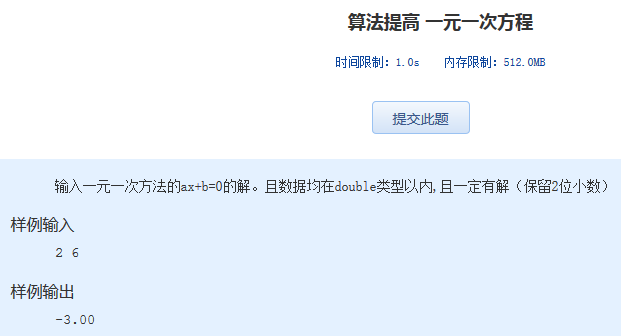 算法提高 一元一次方程
时间限制：1.0s 内存限制：512.0MB
提交此题
输入一元一次方法的ax+b=0的解。且数据均在double类型以内,且一定有解（保留2位小数）
样例输入
2 6
样例输出
-3.00